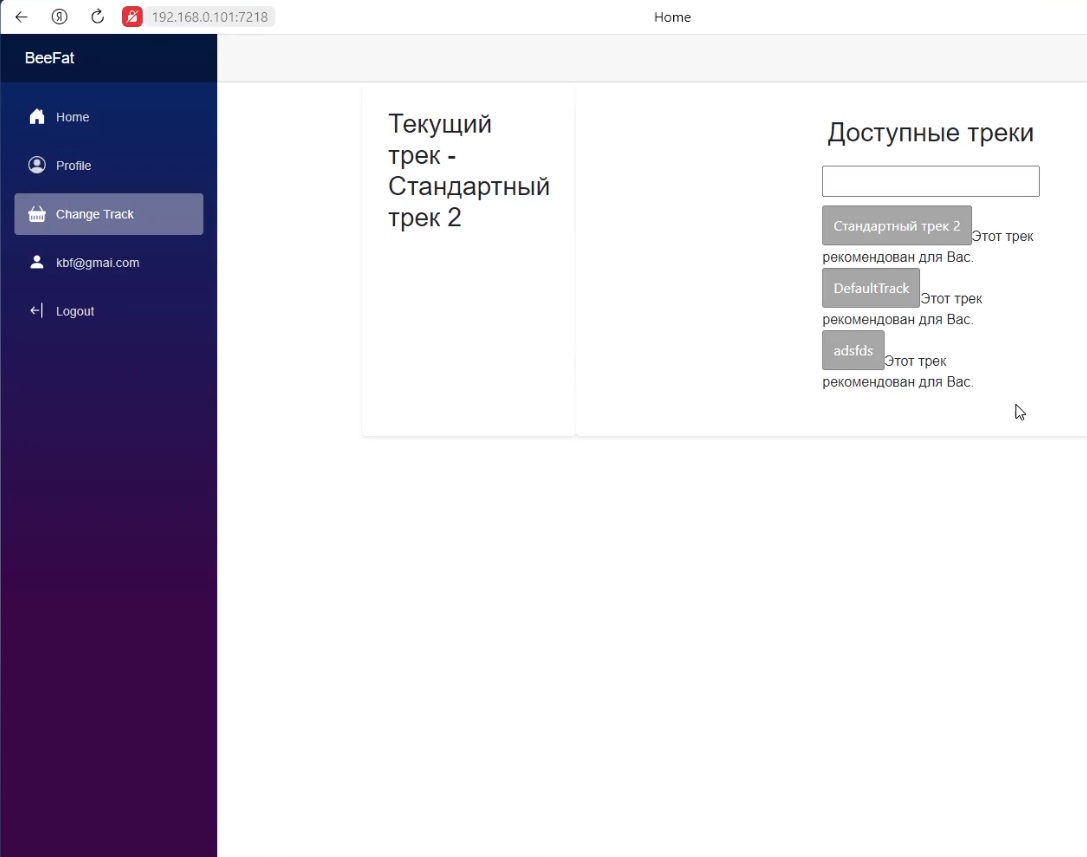 192.168.0.101:7218
Home
BeeFat
Home
Profile
Change Track
kbf@gmai.com
Logout
Текущий
трек -
Стандартный
трек 2
Доступные треки
Стандартный трек 2 Этот трек
рекомендован для Вас.
DefaultTrack Этот трек
рекомендован для Вас.
adsfds Этот трек
рекомендован для Вас.